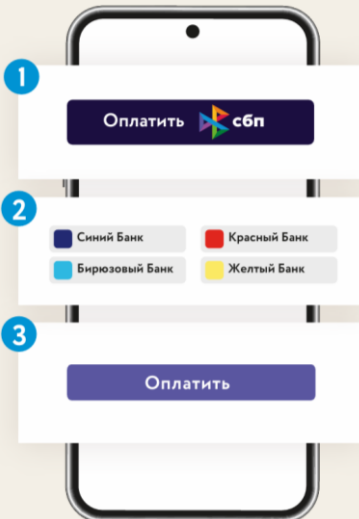 1
Оплатить сбп
2
Синий Банк Красный Банк
Бирюзовый Банк Желтый Банк
3
Оплатить